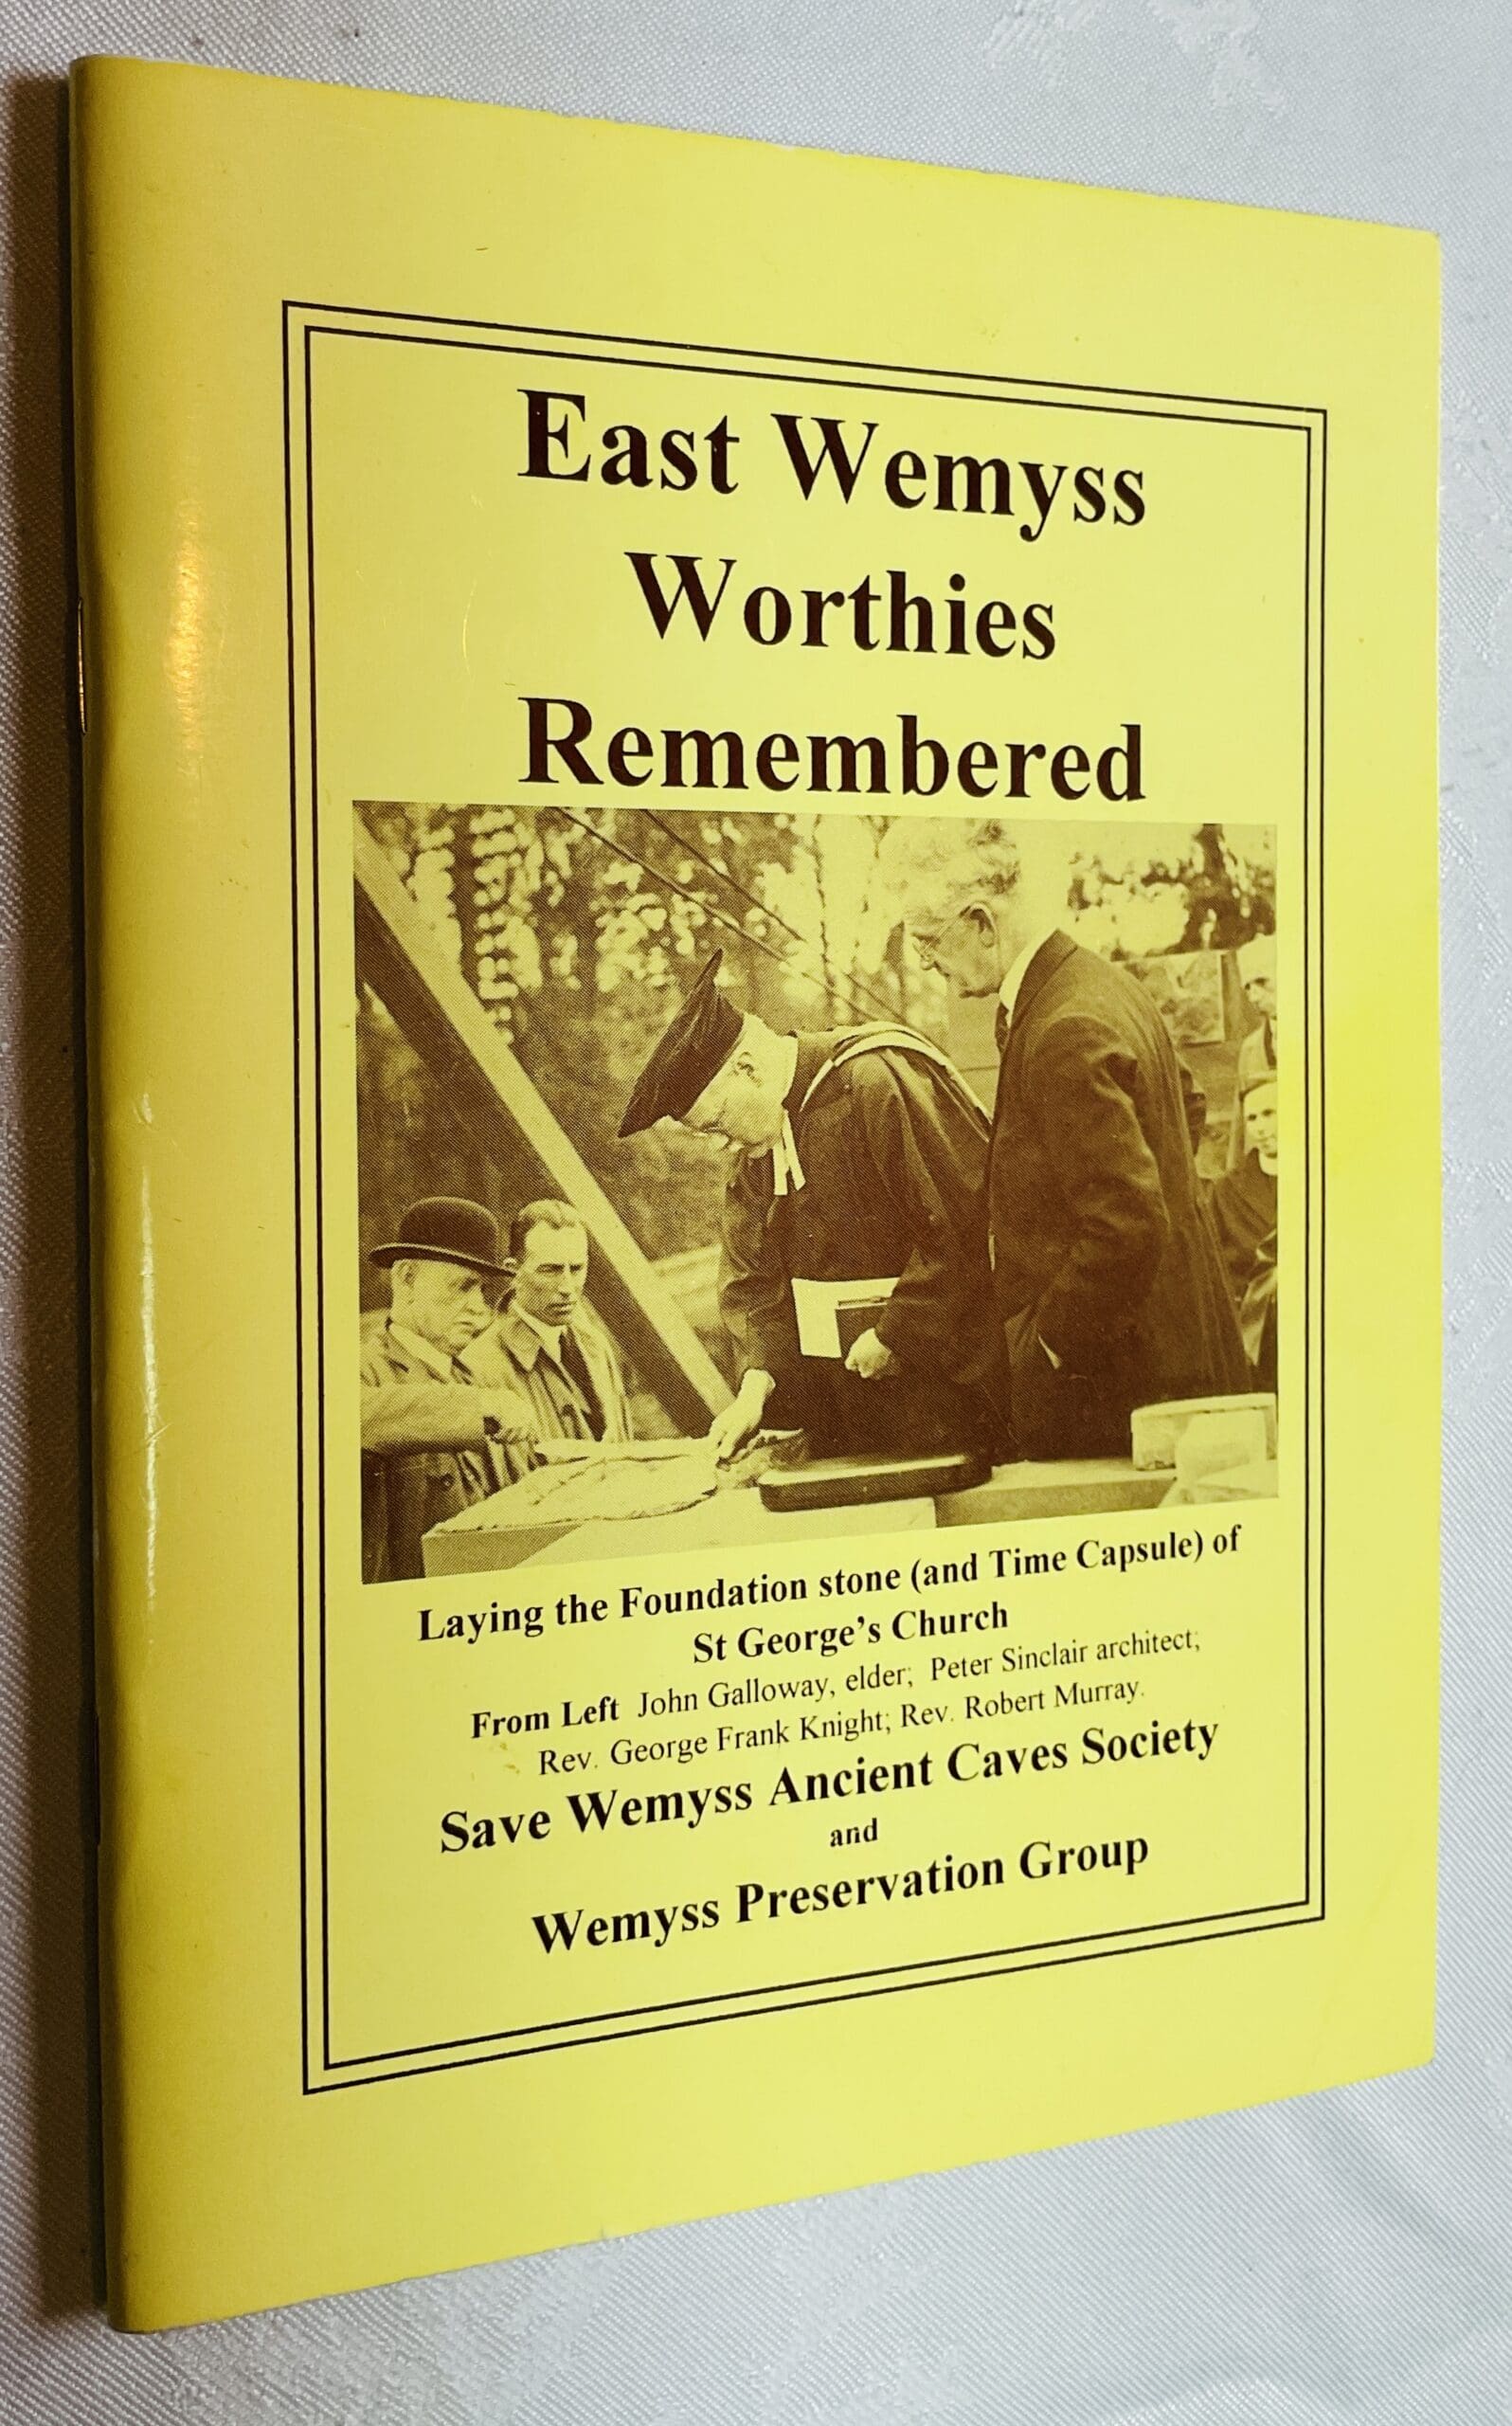 East Wemyss
Worthies
Remembered
Laying the Foundation stone (and Time Capsule) of
St George’s Church
From Left John Galloway, elder; Peter Sinclair architect;
Rev. George Frank Knight; Rev. Robert Murray.
Save Wemyss Ancient Caves Society
and
Wemyss Preservation Group